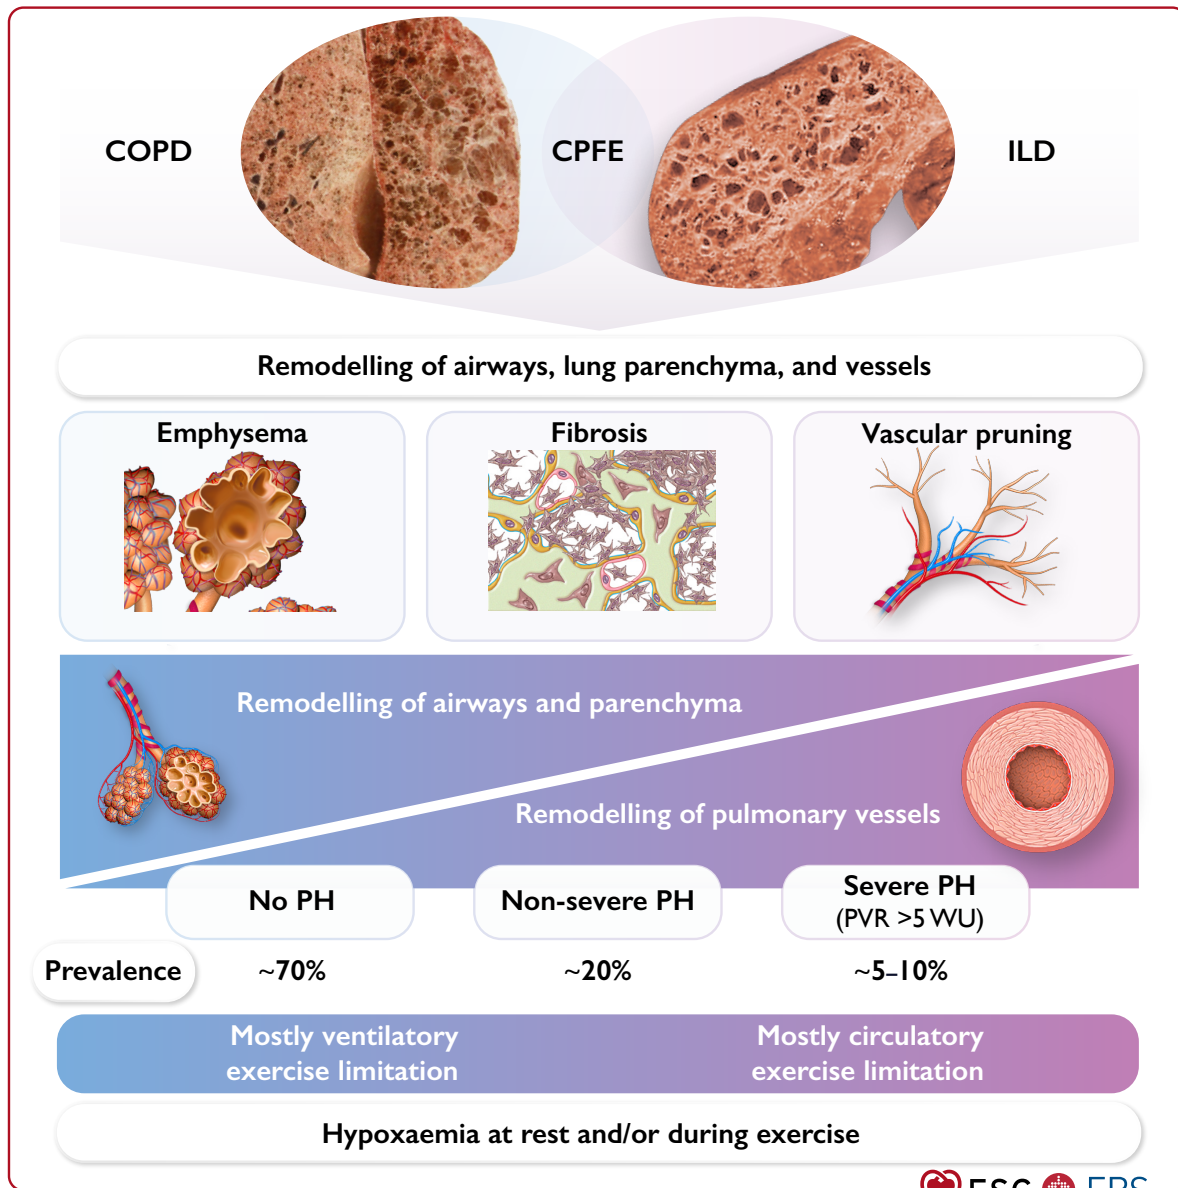 COPD
CPFE
ILD
Remodelling of airways, lung parenchyma, and vessels
Emphysema
Fibrosis
Vascular pruning
Remodelling of airways and parenchyma
Remodelling of pulmonary vessels
No PH
Non-severe PH
Severe PH
(PVR >5 WU)
Prevalence
~70%
~20%
~5–10%
Mostly ventilatory
exercise limitation
Mostly circulatory
exercise limitation
Hypoxaemia at rest and/or during exercise
ESC
ERS